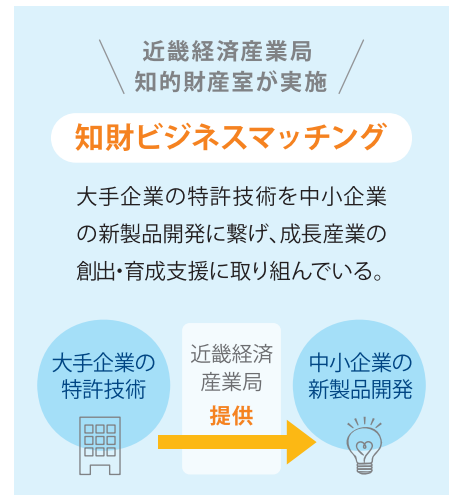 近畿経済産業局
知的財産室が実施
知財ビジネスマッチング
大手企業の特許技術を中小企業
の新製品開発に繋げ、成長産業の
創出・育成支援に取り組んでいる。
大手企業の
特許技術
近畿経済
産業局
提供
中小企業の
新製品開発